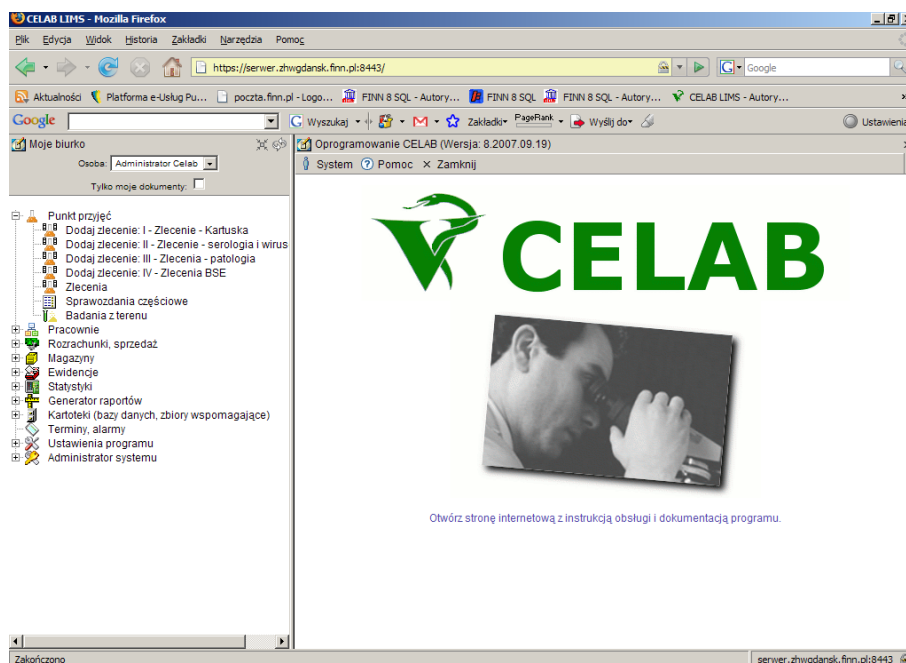 CELAB LIMS - Mozilla Firefox
Plik Edycja Widok Historia Zakładki Narzędzia Pomoc
https://serwer.zhwgdansk.finn.pl:8443/
Google
Aktualności Platforma e-Usług Pu... poczta.finn.pl - Logo... FINN 8 SQL - Autory... FINN 8 SQL FINN 8 SQL - Autory... CELAB LIMS - Autory...
Google Wyszukaj Zakładki PageRank Wyślij do Ustawienia
Moje biurko
Osoba: Administrator Celab
Tylko moje dokumenty:
Punkt przyjęć
Dodaj zlecenie: I - Zlecenie - Kartuska
Dodaj zlecenie: II - Zlecenie - serologia i wirus
Dodaj zlecenie: III - Zlecenia - patologia
Dodaj zlecenie: IV - Zlecenia BSE
Zlecenia
Sprawozdania częściowe
Badania z terenu
Pracownie
Rozrachunki, sprzedaż
Magazyny
Ewidencje
Statystyki
Generator raportów
Kartoteki (bazy danych, zbiory wspomagające)
Terminy, alarmy
Ustawienia programu
Administrator systemu
Oprogramowanie CELAB (Wersja: 8.2007.09.19)
System Pomoc Zamknij
CELAB
Otwórz stronę internetową z instrukcją obsługi i dokumentacją programu.
Zakończono
serwer.zhwgdansk.finn.pl:8443